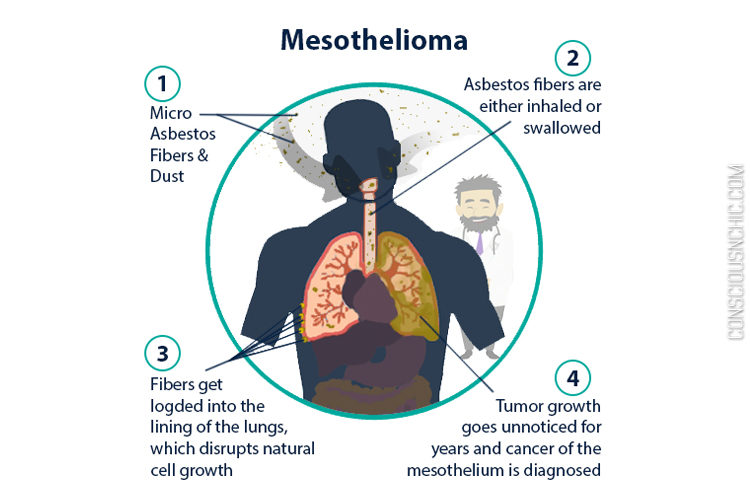 Mesothelioma
1
Micro
Asbestos
Fibers &
Dust
2
Asbestos fibers are
either inhaled or
swallowed
3
Fibers get
logded into the
lining of the lungs,
which disrupts natural
cell growth
4
Tumor growth
goes unnoticed for
years and cancer of the
mesothelium is diagnosed
CONSCIOUSNCHIC.COM